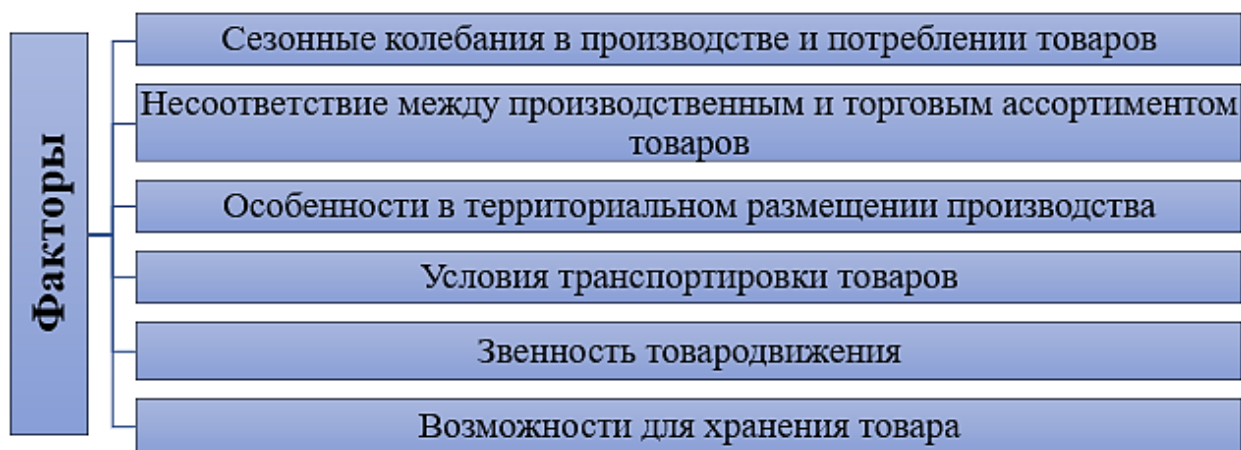 Факторы
Сезонные колебания в производстве и потреблении товаров
Несоответствие между производственным и торговым ассортиментом
товаров
Особенности в территориальном размещении производства
Условия транспортировки товаров
Звенность товародвижения
Возможности для хранения товара